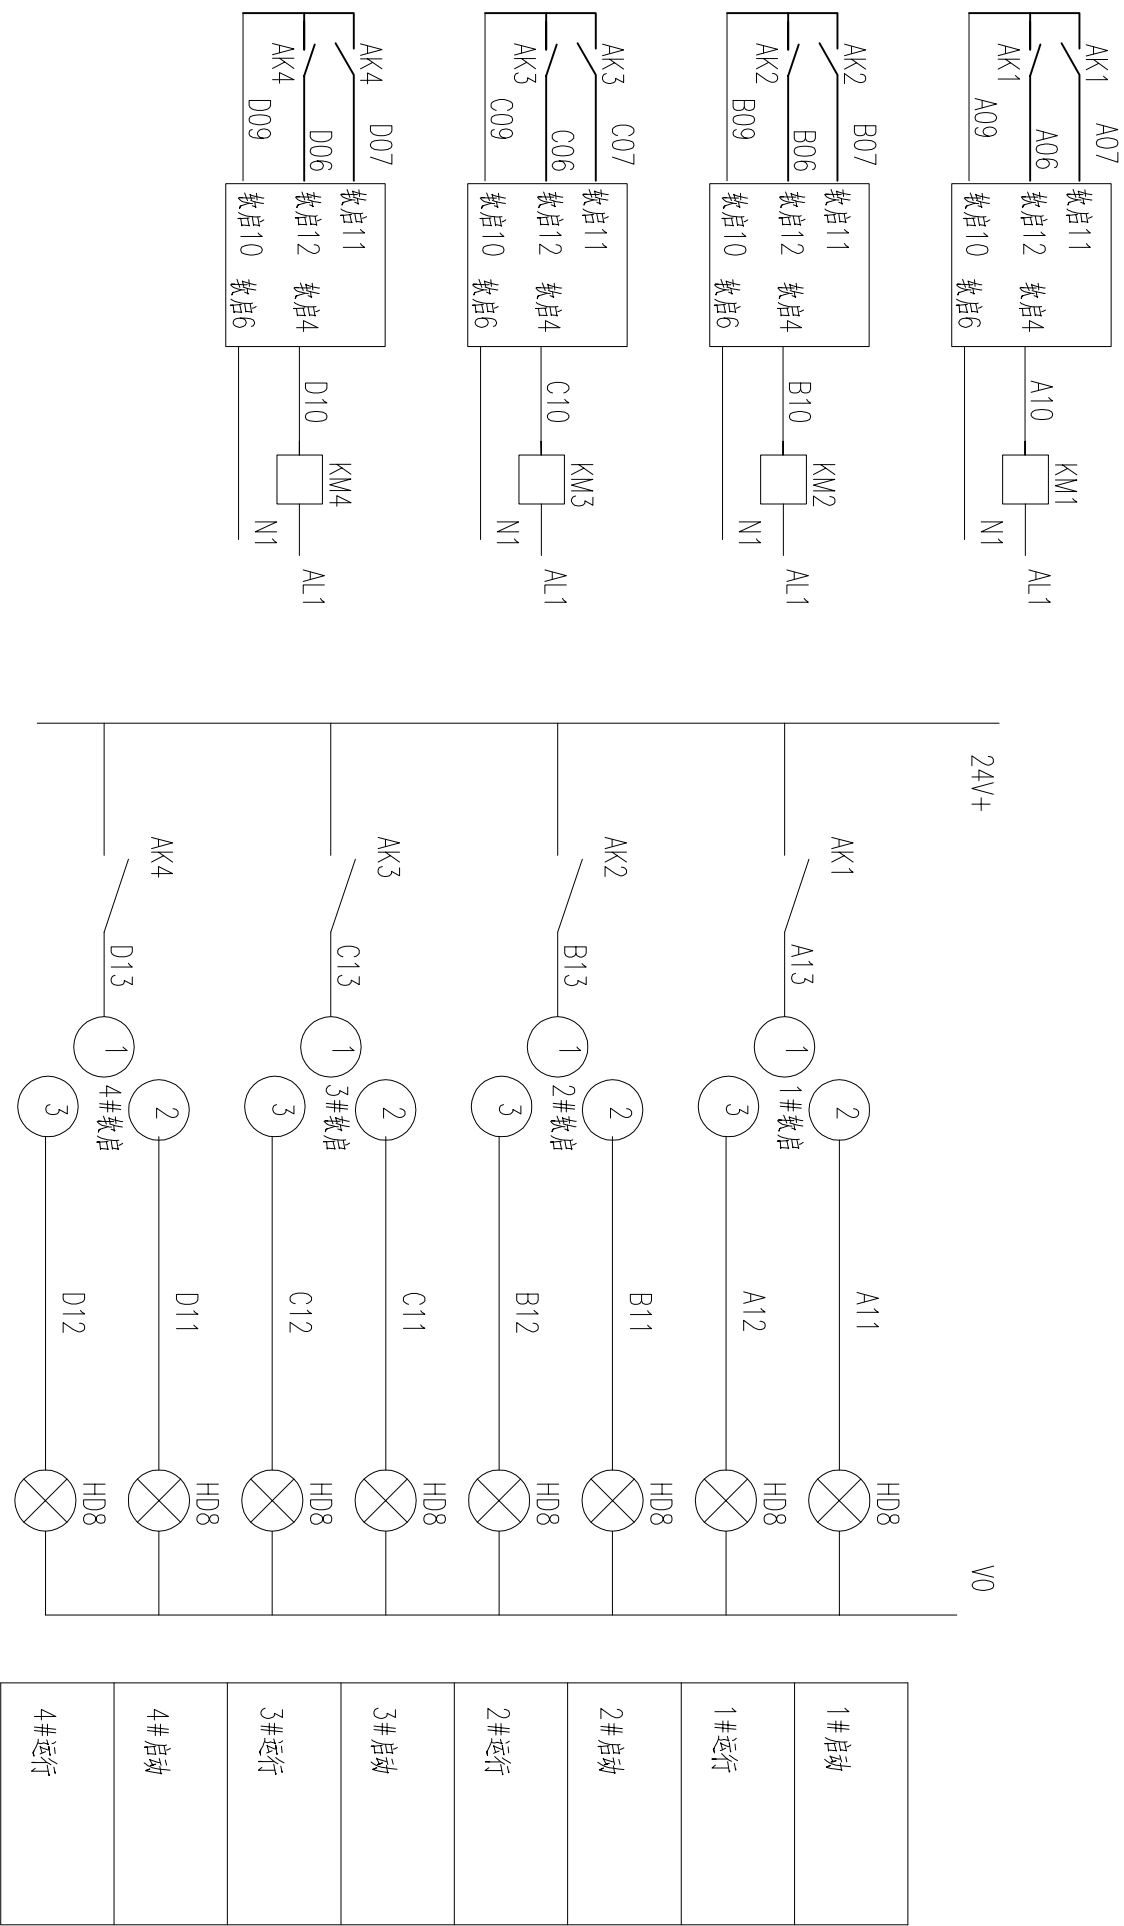 AK1
A07
AK1
A06
A09
软启11
软启12
软启10
软启4
软启6
A10
KM1
N1
AL1
AK2
B07
AK2
B06
B09
软启11
软启12
软启10
软启4
软启6
B10
KM2
N1
AL1
AK3
C07
AK3
C06
C09
软启11
软启12
软启10
软启4
软启6
C10
KM3
N1
AL1
AK4
D07
AK4
D06
D09
软启11
软启12
软启10
软启4
软启6
D10
KM4
N1
AL1
24V+
V0
AK1
A13
1
1#软启
2
A11
HD8
1#启动
3
A12
HD8
1#运行
AK2
B13
1
2#软启
2
B11
HD8
2#启动
3
B12
HD8
2#运行
AK3
C13
1
3#软启
2
C11
HD8
3#启动
3
C12
HD8
3#运行
AK4
D13
1
4#软启
2
D11
HD8
4#启动
3
D12
HD8
4#运行